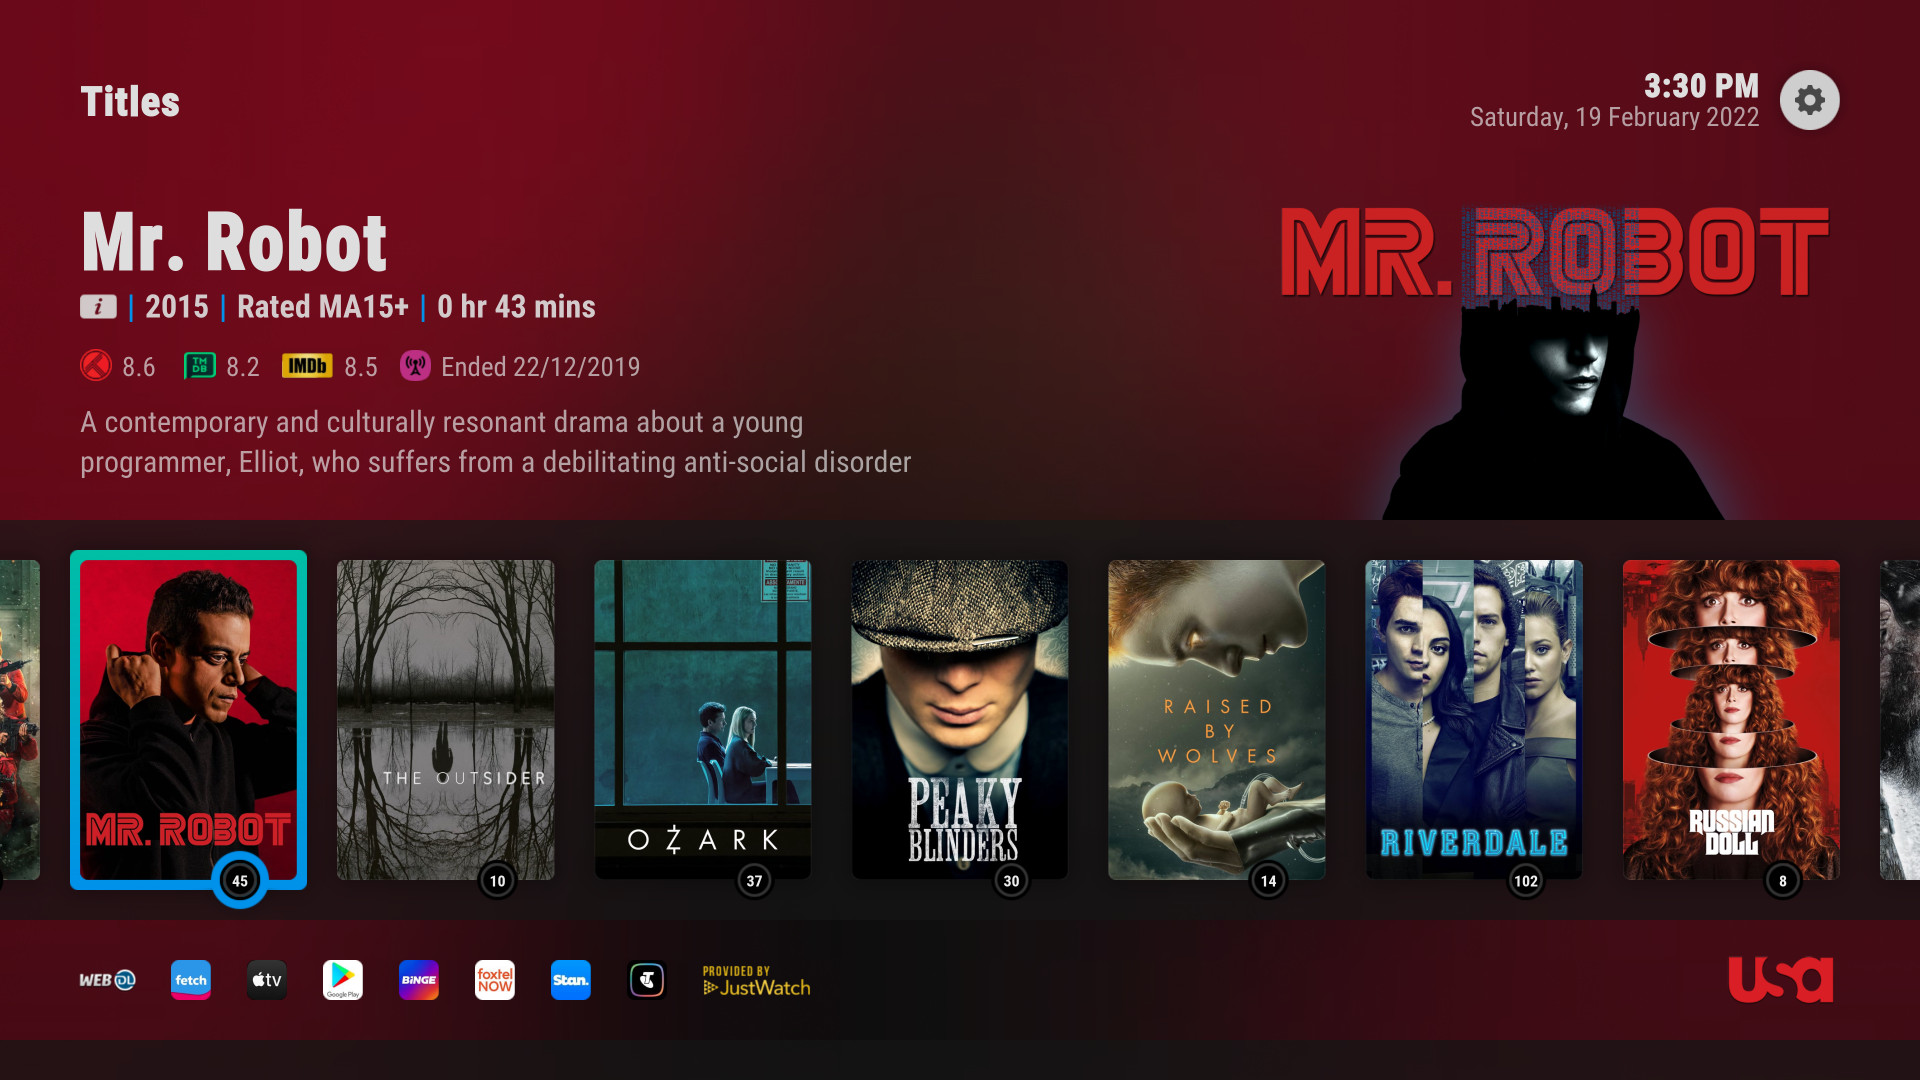 Titles
3:30 PM
Saturday, 19 February 2022
Mr. Robot
MR. ROBOT
i | 2015 | Rated MA15+ | 0 hr 43 mins
8.6 TMDB 8.2 IMDb 8.5 Ended 22/12/2019
A contemporary and culturally resonant drama about a young
programmer, Elliot, who suffers from a debilitating anti-social disorder
MR. ROBOT
45
THE OUTSIDER
10
OZARK
37
PEAKY
BLINDERS
30
RAISED
BY
WOLVES
14
RIVERDALE
102
RUSSIAN
DOLL
8
WEB DL
fetch
tv
Google Play
BiNGE
foxtel
NOW
Stan.
T
PROVIDED BY
JustWatch
usa